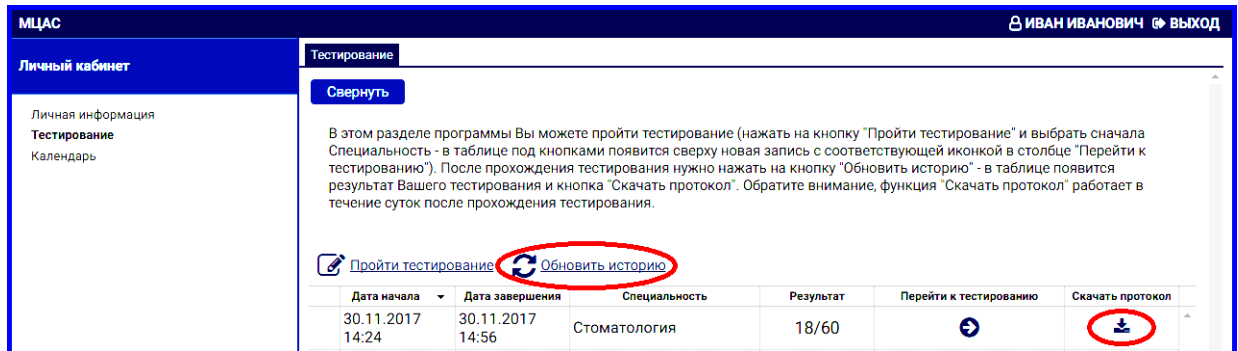 МЦАС
ИВАН ИВАНОВИЧ ВЫХОД
Личный кабинет
Личная информация
Тестирование
Календарь
Тестирование
Свернуть
В этом разделе программы Вы можете пройти тестирование (нажать на кнопку "Пройти тестирование" и выбрать сначала
Специальность - в таблице под кнопками появится сверху новая запись с соответствующей иконкой в столбце "Перейти к
тестированию"). После прохождения тестирования нужно нажать на кнопку "Обновить историю" - в таблице появится
результат Вашего тестирования и кнопка "Скачать протокол". Обратите внимание, функция "Скачать протокол" работает в
течение суток после прохождения тестирования.
Пройти тестирование Обновить историю
Дата начала Дата завершения Специальность Результат Перейти к тестированию Скачать протокол
30.11.2017 30.11.2017
14:24 14:56 Стоматология 18/60